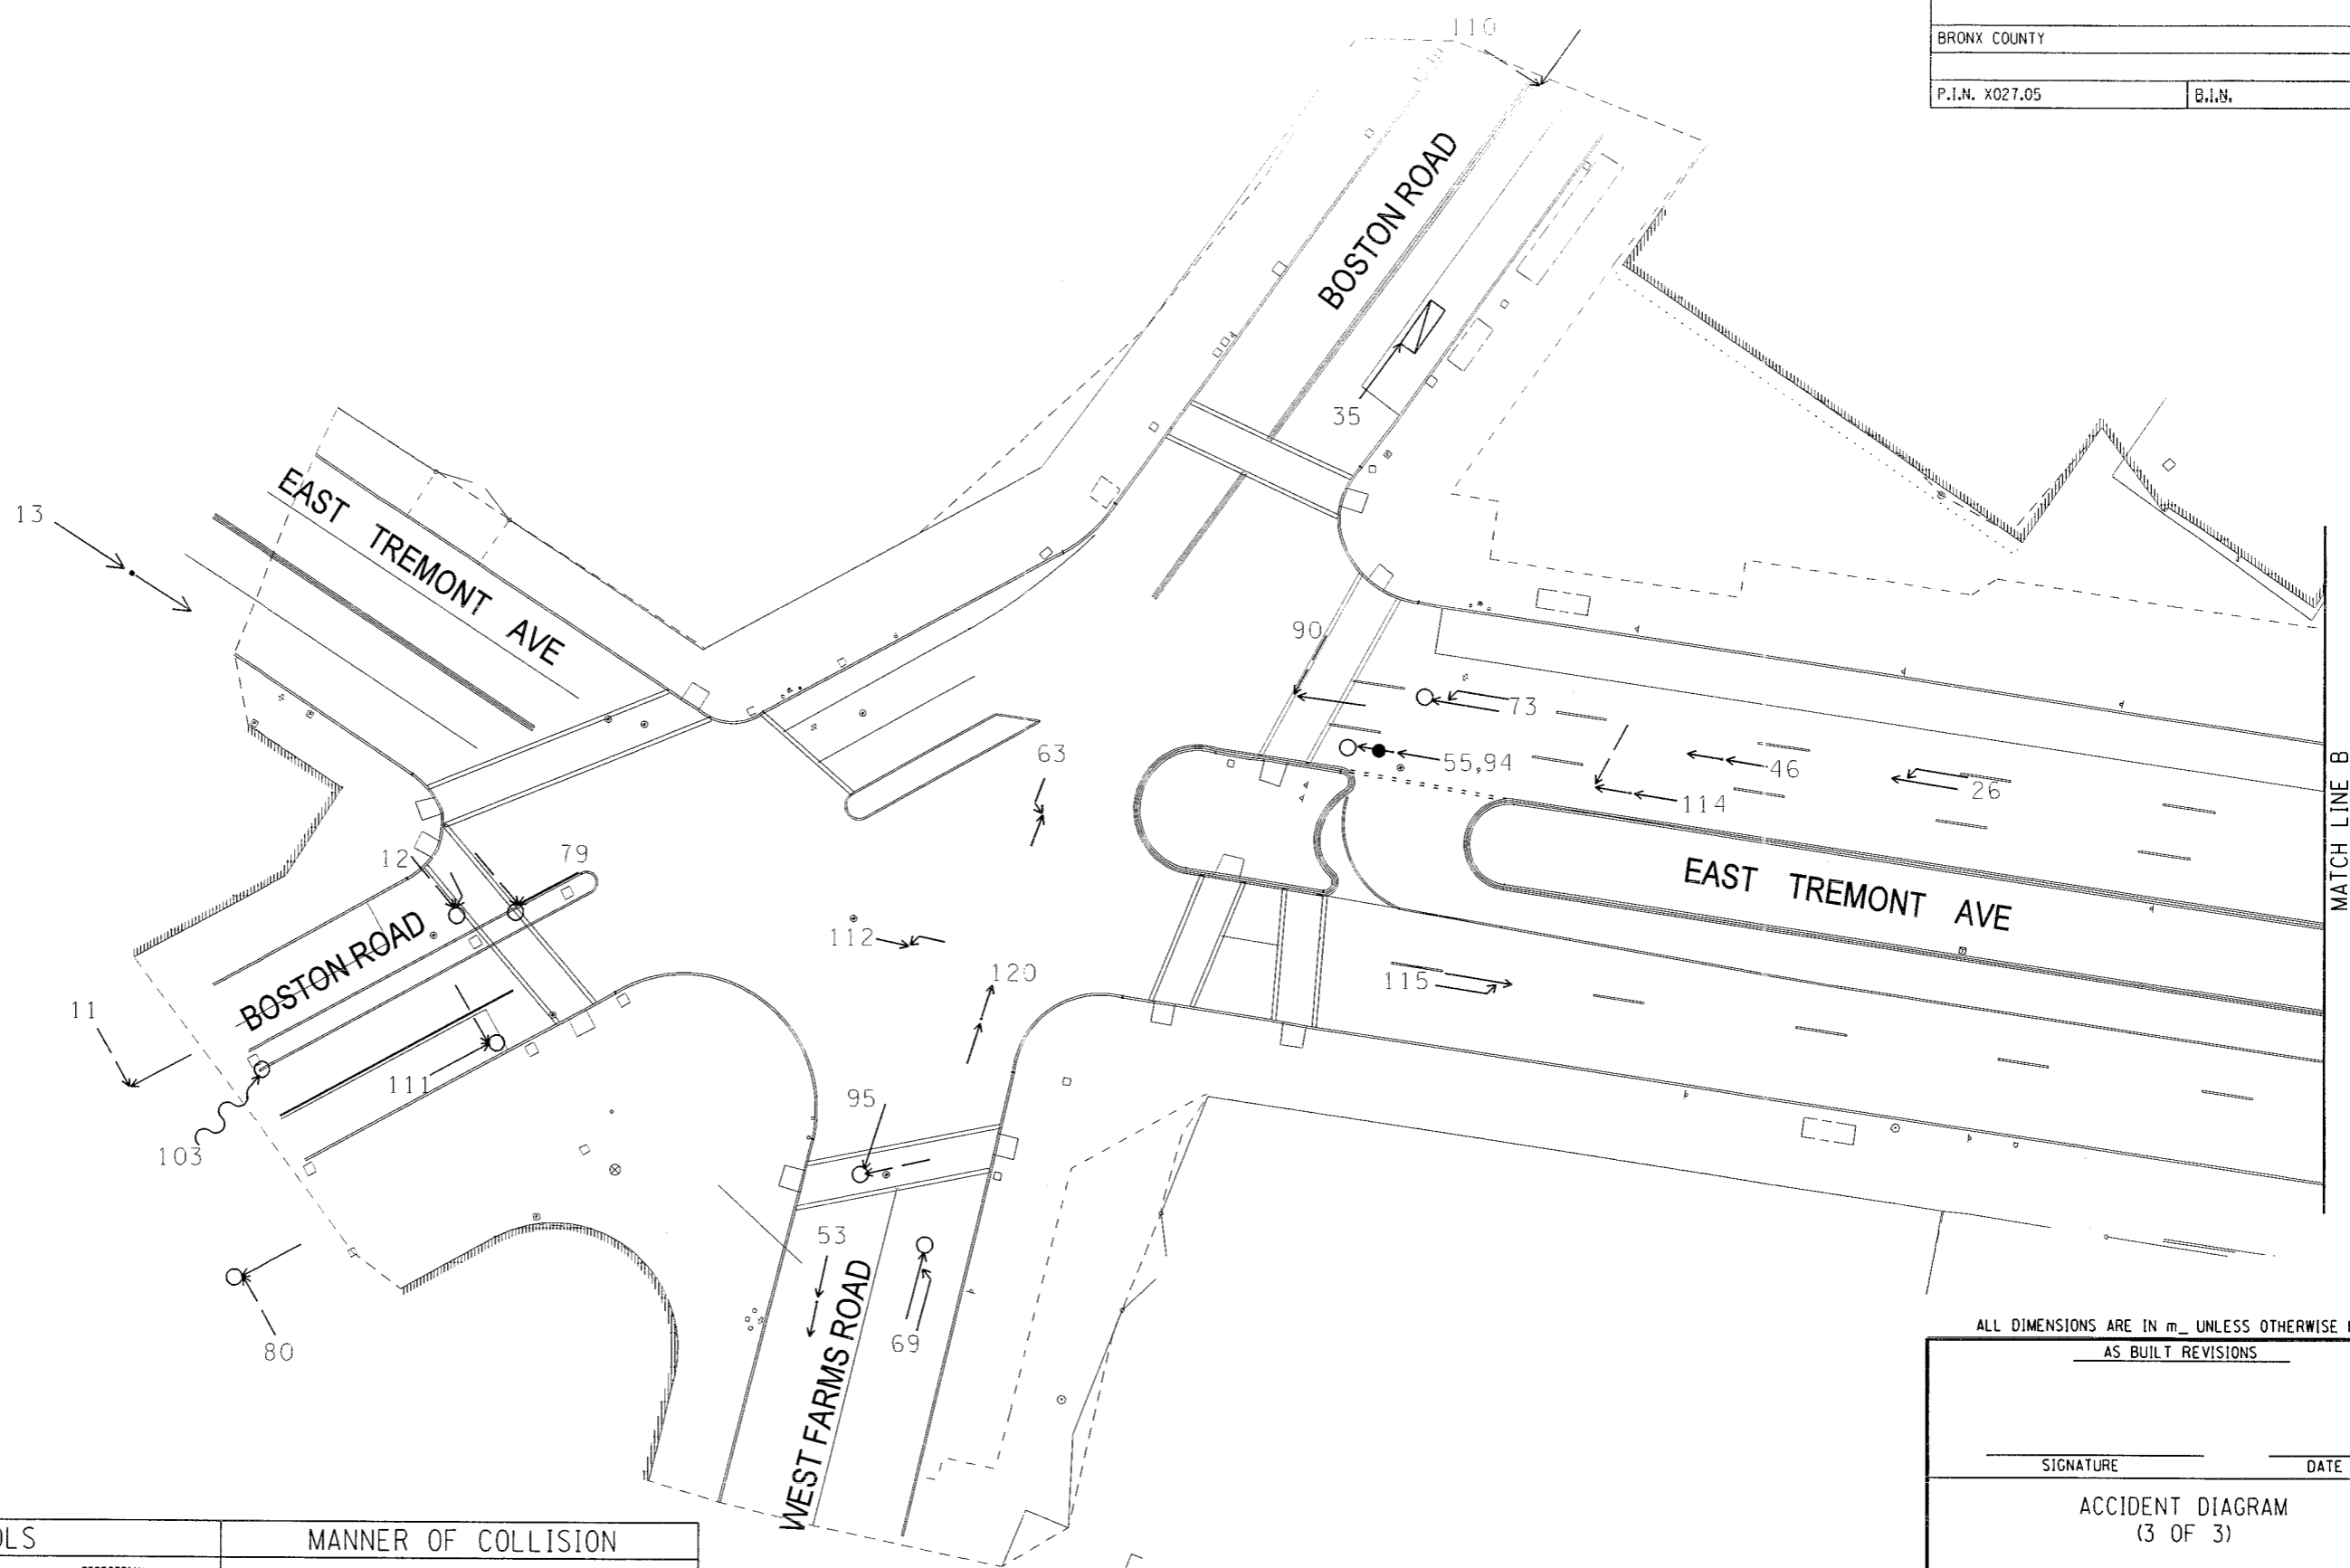 BRONX COUNTY
P.I.N. X027.05
B.I.N.
110
BOSTON ROAD
35
13
EAST TREMONT AVE
90
73
63
55,94
46
26
114
12
79
EAST TREMONT AVE
MATCH LINE B
BOSTON ROAD
112
120
115
11
111
95
103
53
69
80
WEST FARMS ROAD
ALL DIMENSIONS ARE IN m_ UNLESS OTHERWISE
AS BUILT REVISIONS
SIGNATURE
DATE
ACCIDENT DIAGRAM
(3 OF 3)
OLS
MANNER OF COLLISION